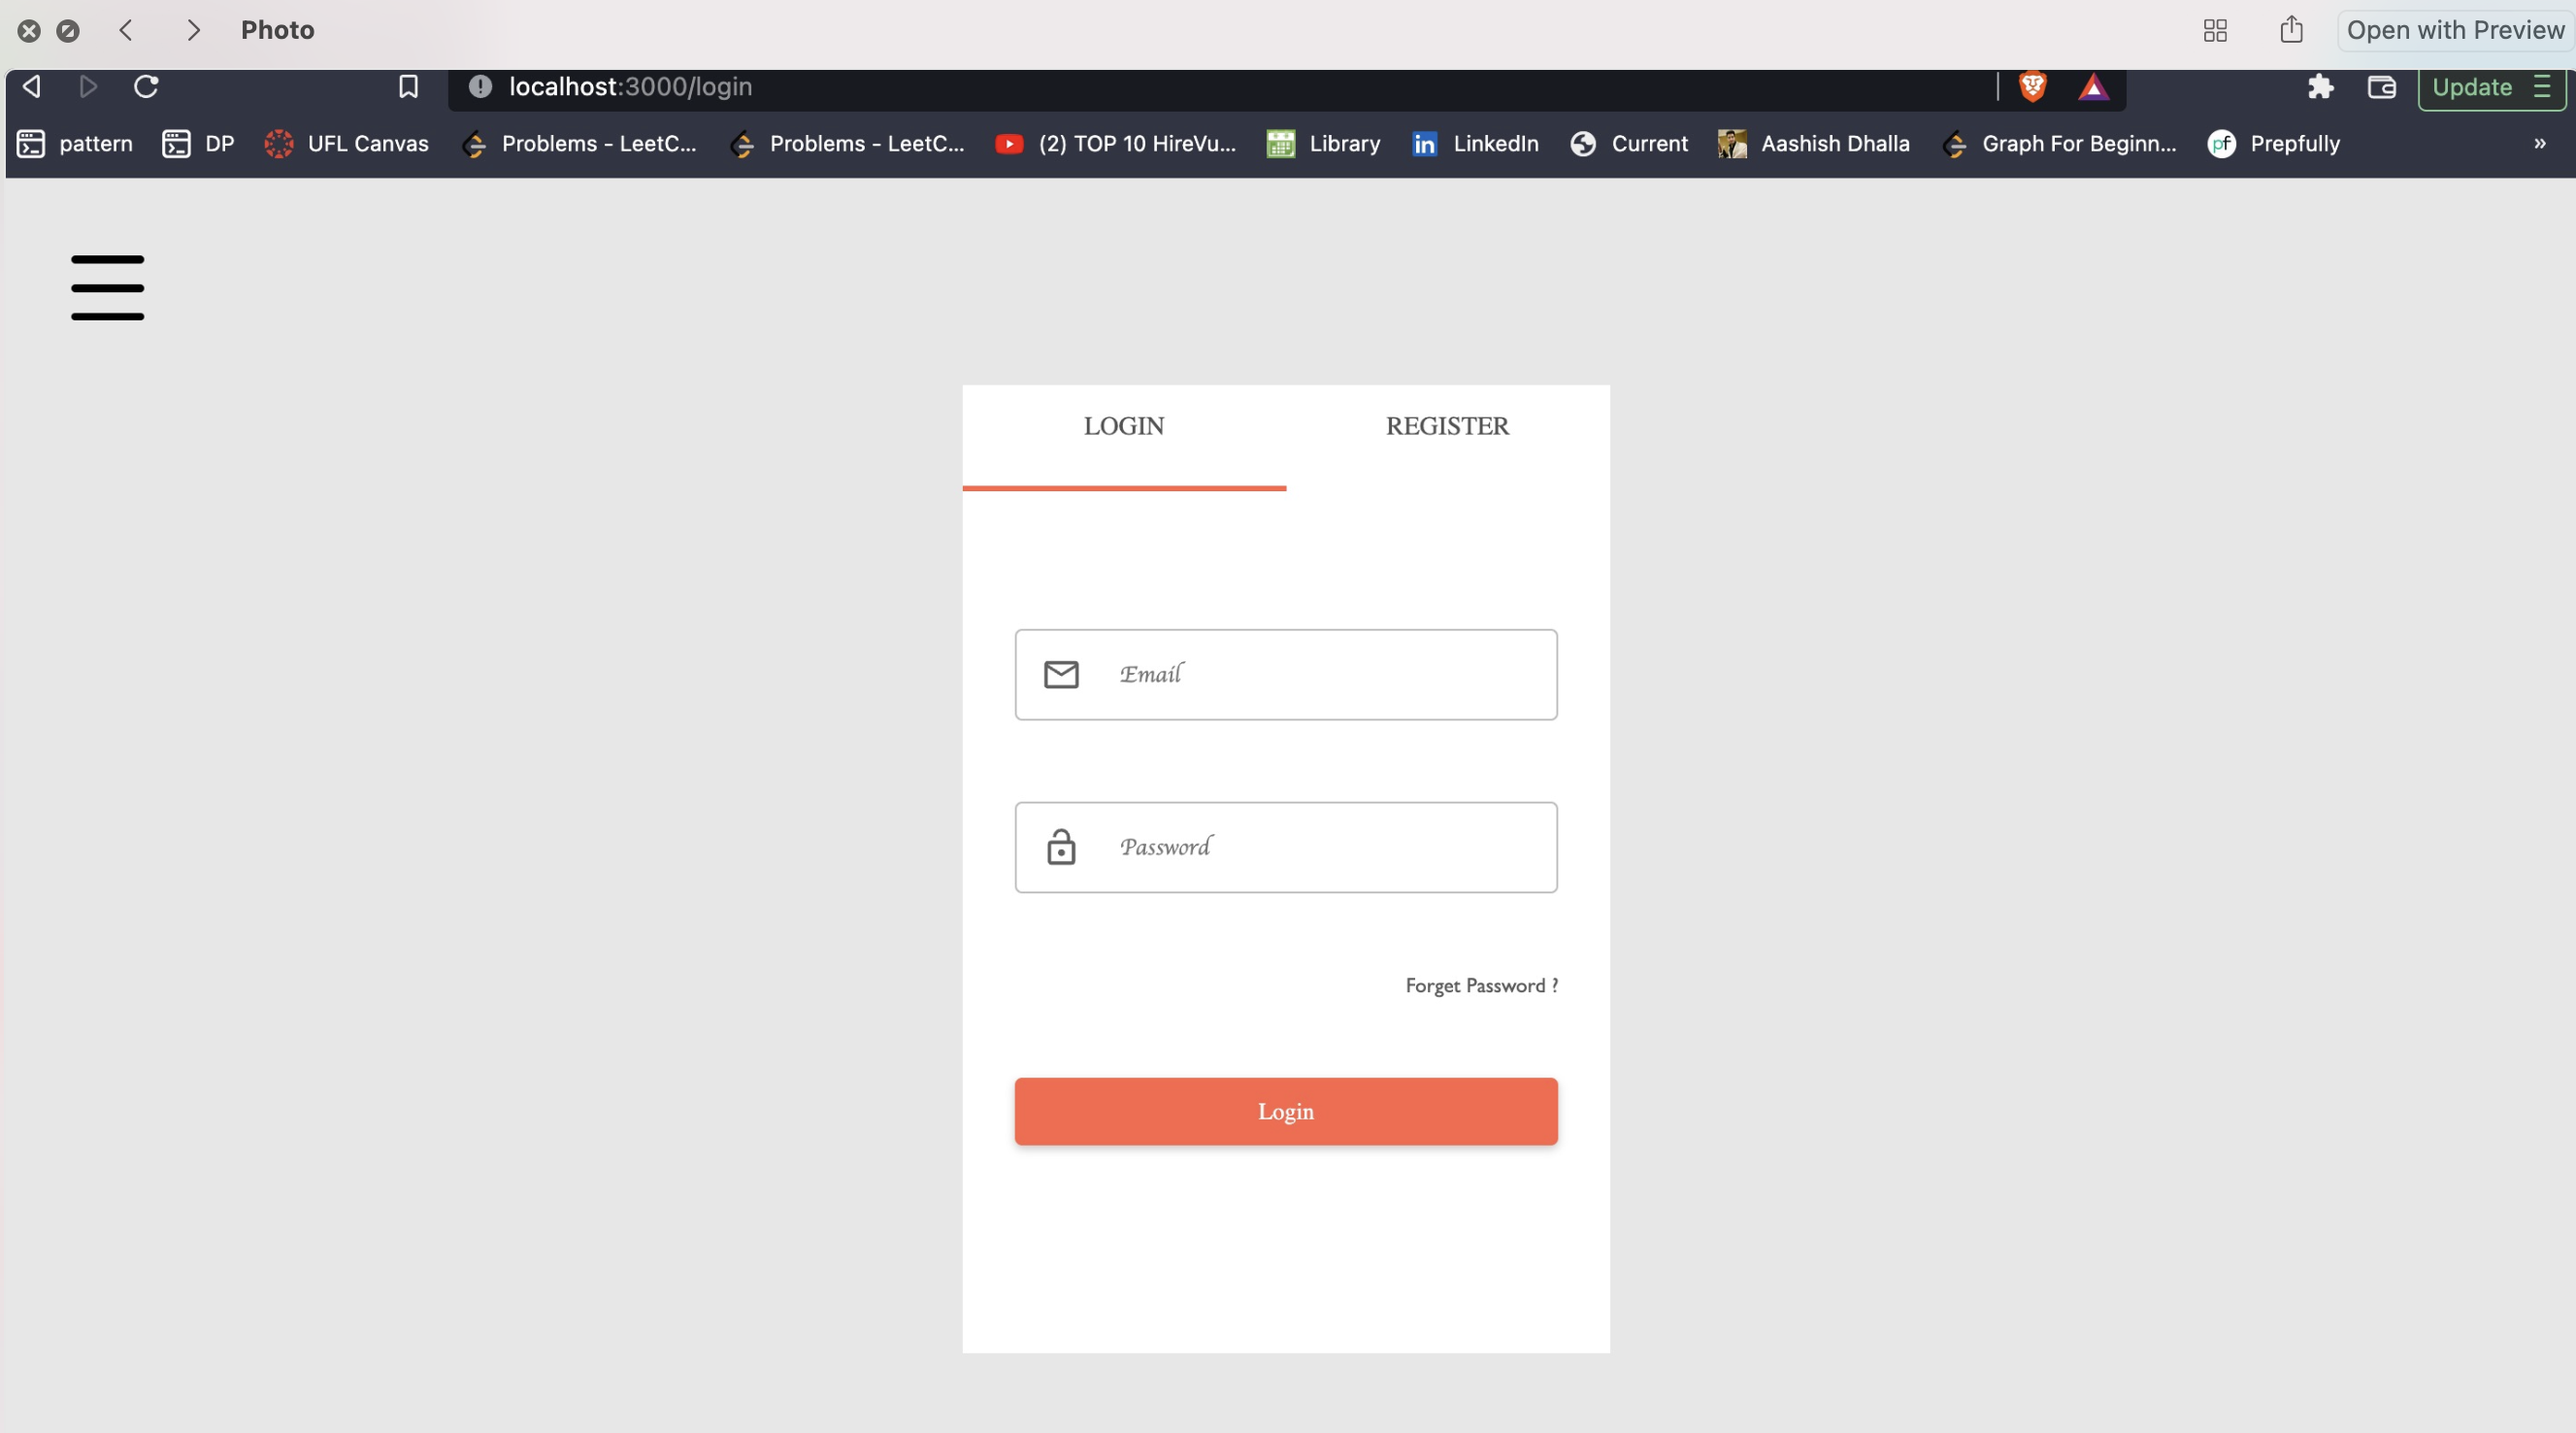 Photo
Open with Preview
localhost:3000/login
Update
pattern DP UFL Canvas Problems - LeetC... Problems - LeetC... (2) TOP 10 HireVu... Library LinkedIn Current Aashish Dhalla Graph For Beginn... Prepfully »
LOGIN REGISTER
Email
Password
Forget Password ?
Login